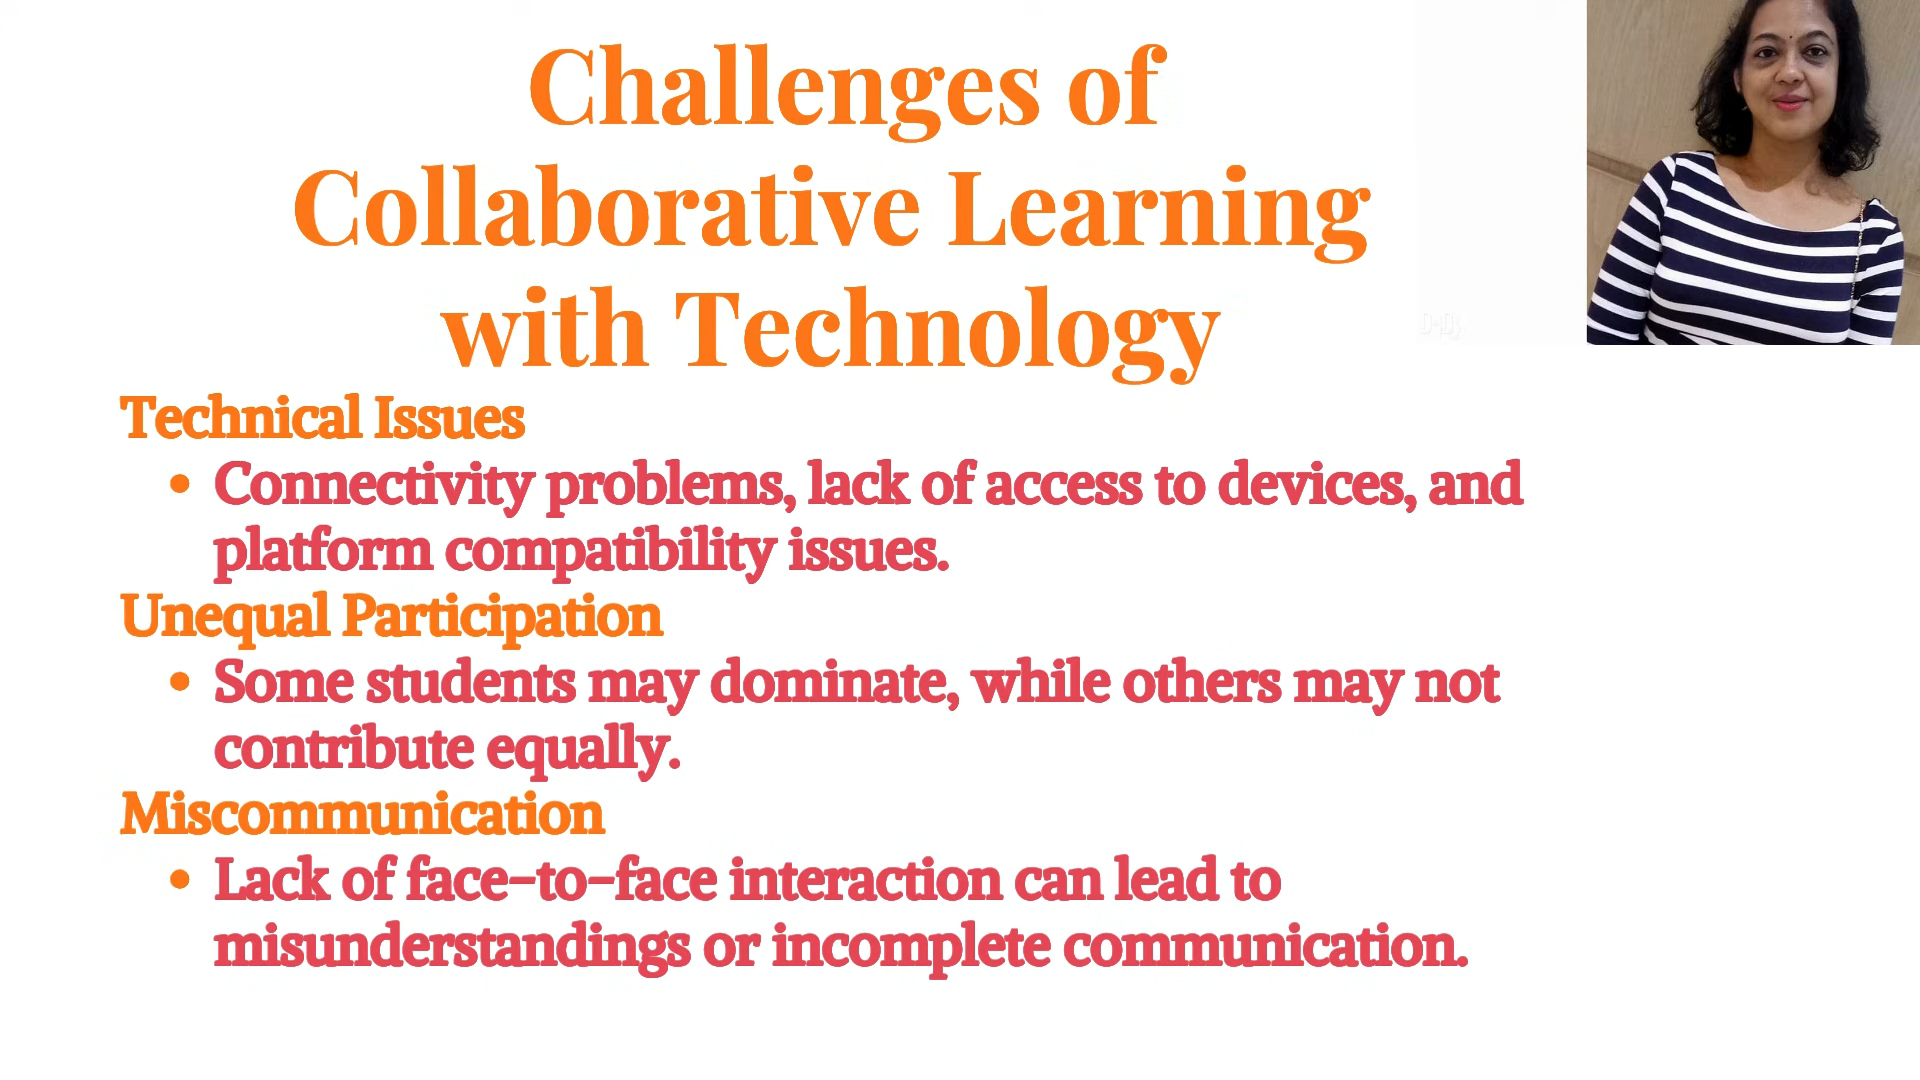 Challenges of
Collaborative Learning
with Technology
Technical Issues
• Connectivity problems, lack of access to devices, and
platform compatibility issues.
Unequal Participation
• Some students may dominate, while others may not
contribute equally.
Miscommunication
• Lack of face-to-face interaction can lead to
misunderstandings or incomplete communication.